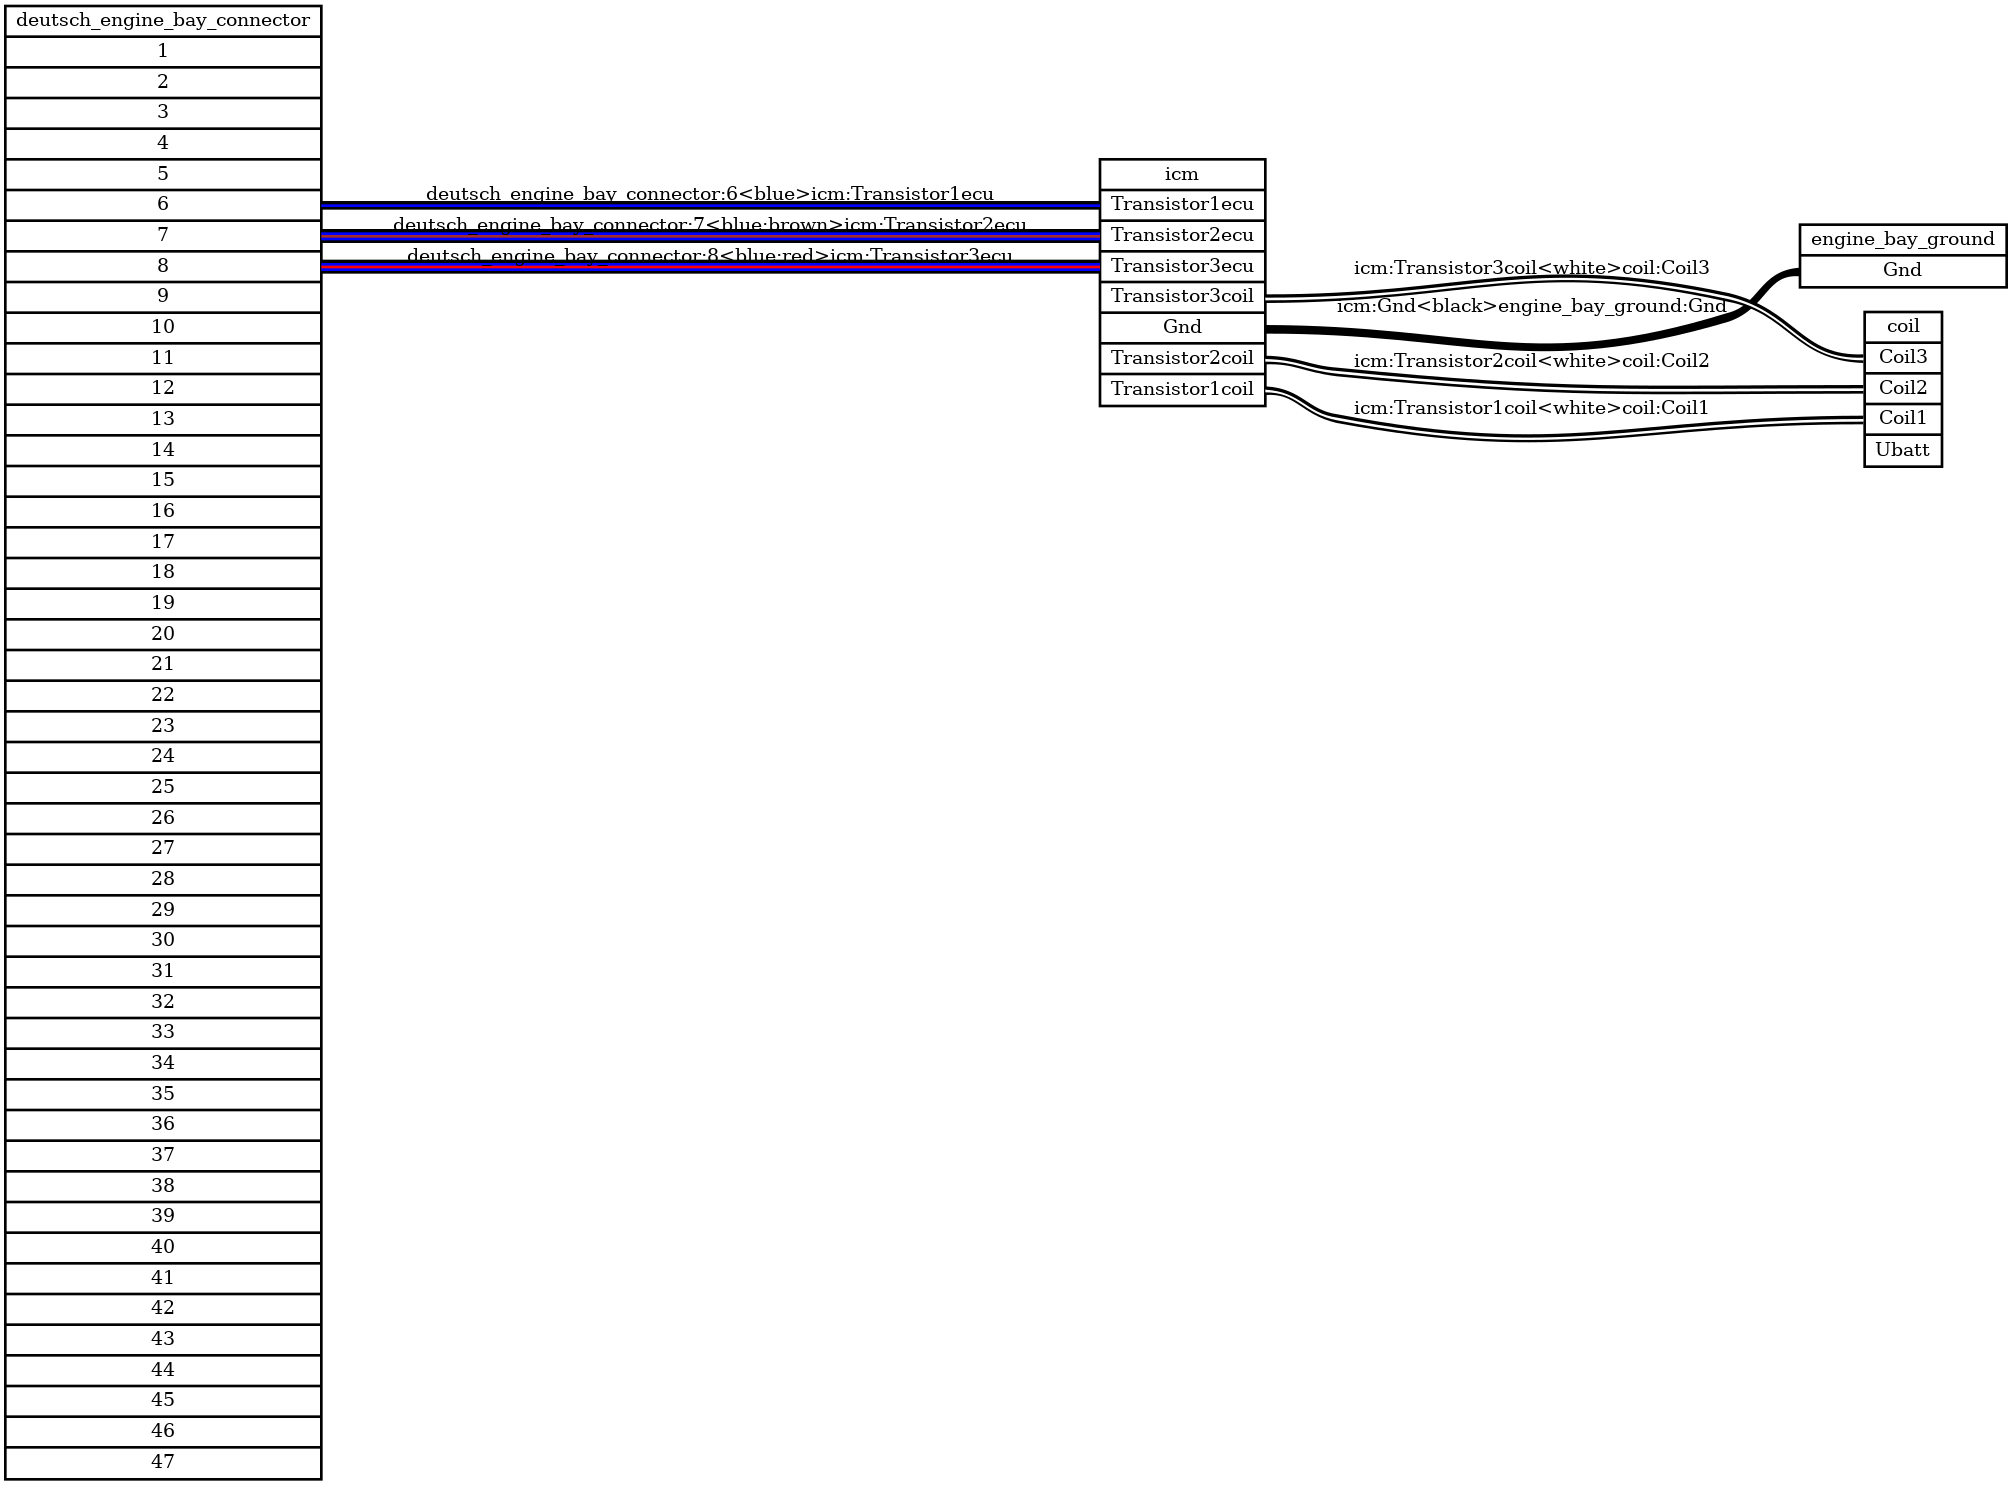 deutsch_engine_bay_connector
1
2
3
4
5
6
7
8
9
10
11
12
13
14
15
16
17
18
19
20
21
22
23
24
25
26
27
28
29
30
31
32
33
34
35
36
37
38
39
40
41
42
43
44
45
46
47
deutsch_engine_bay_connector:6<blue>icm:Transistor1ecu
deutsch_engine_bay_connector:7<blue:brown>icm:Transistor2ecu
deutsch_engine_bay_connector:8<blue:red>icm:Transistor3ecu
icm
Transistor1ecu
Transistor2ecu
Transistor3ecu
Transistor3coil
Gnd
Transistor2coil
Transistor1coil
icm:Transistor3coil<white>coil:Coil3
icm:Gnd<black>engine_bay_ground:Gnd
icm:Transistor2coil<white>coil:Coil2
icm:Transistor1coil<white>coil:Coil1
engine_bay_ground
Gnd
coil
Coil3
Coil2
Coil1
Ubatt